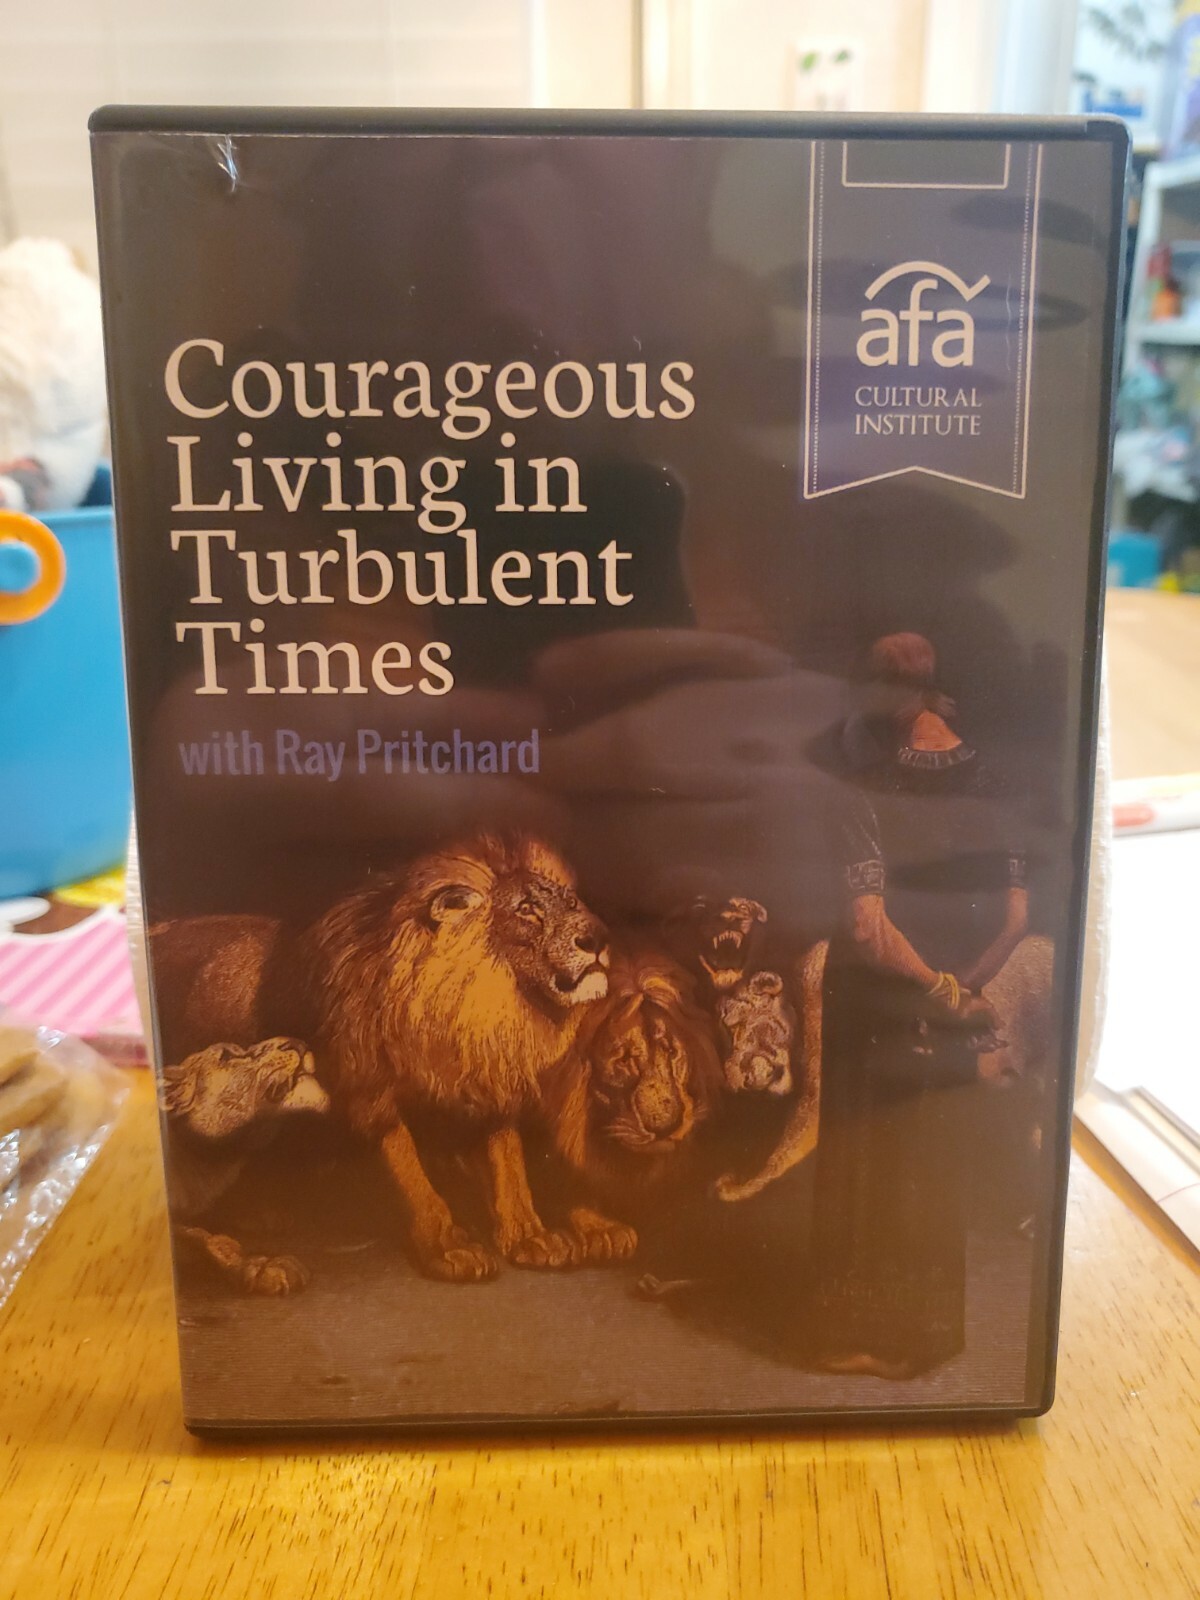 Courageous
Living in
Turbulent
Times
with Ray Pritchard
afa
CULTURAL
INSTITUTE